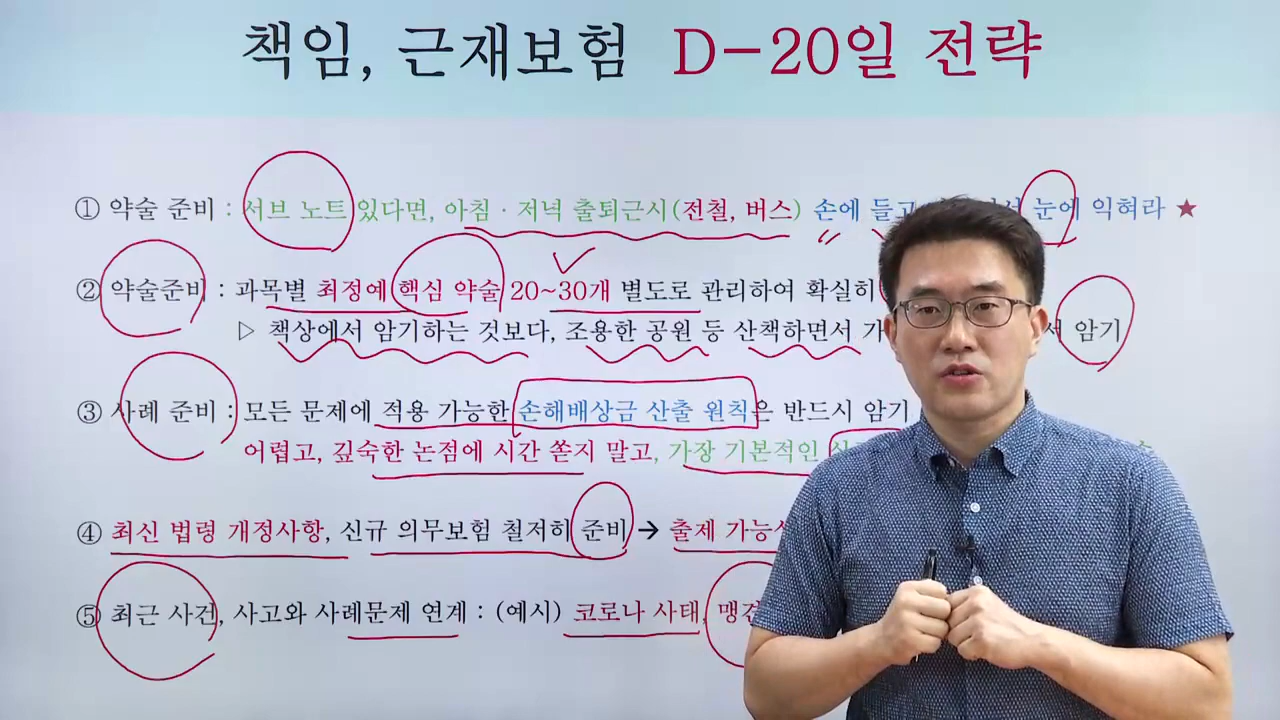 책임, 근재보험 D-20일 전략
① 약술 준비 : 서브 노트 있다면, 아침 · 저녁 출퇴근시(전철, 버스) 손에 들고 눈에 익혀라 ★
② 약술준비 : 과목별 최정예 핵심 약술 20~30개 별도로 관리하여 확실히
▷ 책상에서 암기하는 것보다, 조용한 공원 등 산책하면서 암기
③ 사례 준비 : 모든 문제에 적용 가능한 손해배상금 산출 원칙은 반드시 암기
어렵고, 깊숙한 논점에 시간 쏟지 말고, 가장 기본적인
④ 최신 법령 개정사항, 신규 의무보험 철저히 준비 → 출제 가능
⑤ 최근 사건, 사고와 사례문제 연계 : (예시) 코로나 사태, 맹견